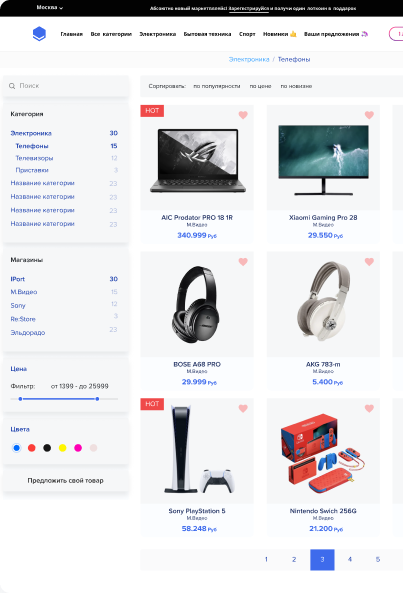 Москва
Абсолютно новый маркетплейс! Зарегестрируйся и получи один лоткоин в подарок
Главная Все категории Электроника Бытовая техника Спорт Новинки Ваши предложения
Электроника / Телефоны
Поиск
Сортировать: по популярности по цене по новизне
Категория
Электроника 30
Телефоны 15
Телевизоры 12
Приставки 3
Название категории 23
Название категории 23
Название категории 23
Название категории 23
Магазины
IPort 30
М.Видео 15
Sony 12
Re:Store 3
Эльдорадо 23
Цена
Фильтр: от 1399 - до 25999
Цвета
Предложить свой товар
HOT
AIC Prodator PRO 18 1R
М.Видео
340.999 Руб
Xiaomi Gaming Pro 28
М.Видео
29.550 Руб
BOSE A68 PRO
М.Видео
29.999 Руб
AKG 783-m
М.Видео
5.400 Руб
HOT
Sony PlayStation 5
М.Видео
58.248 Руб
Nintendo Swich 256G
М.Видео
21.200 Руб
1 2 3 4 5